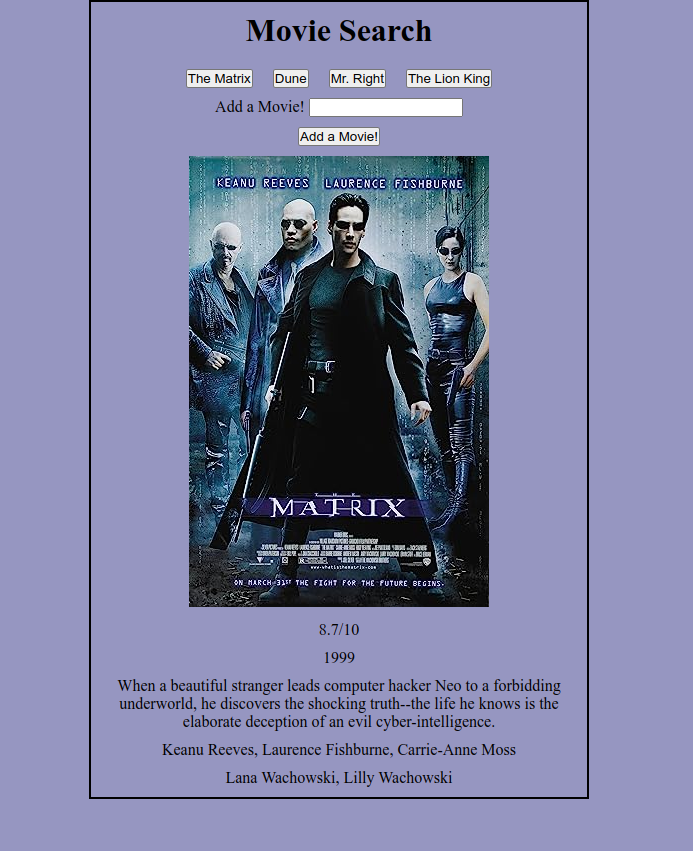 Movie Search
The Matrix Dune Mr. Right The Lion King
Add a Movie!
Add a Movie!
KEANU REEVES LAURENCE FISHBURNE
THE
MATRIX
www.whatisthematrix.com
ON MARCH 31ST THE FIGHT FOR THE FUTURE BEGINS.
8.7/10
1999
When a beautiful stranger leads computer hacker Neo to a forbidding
underworld, he discovers the shocking truth--the life he knows is the
elaborate deception of an evil cyber-intelligence.
Keanu Reeves, Laurence Fishburne, Carrie-Anne Moss
Lana Wachowski, Lilly Wachowski